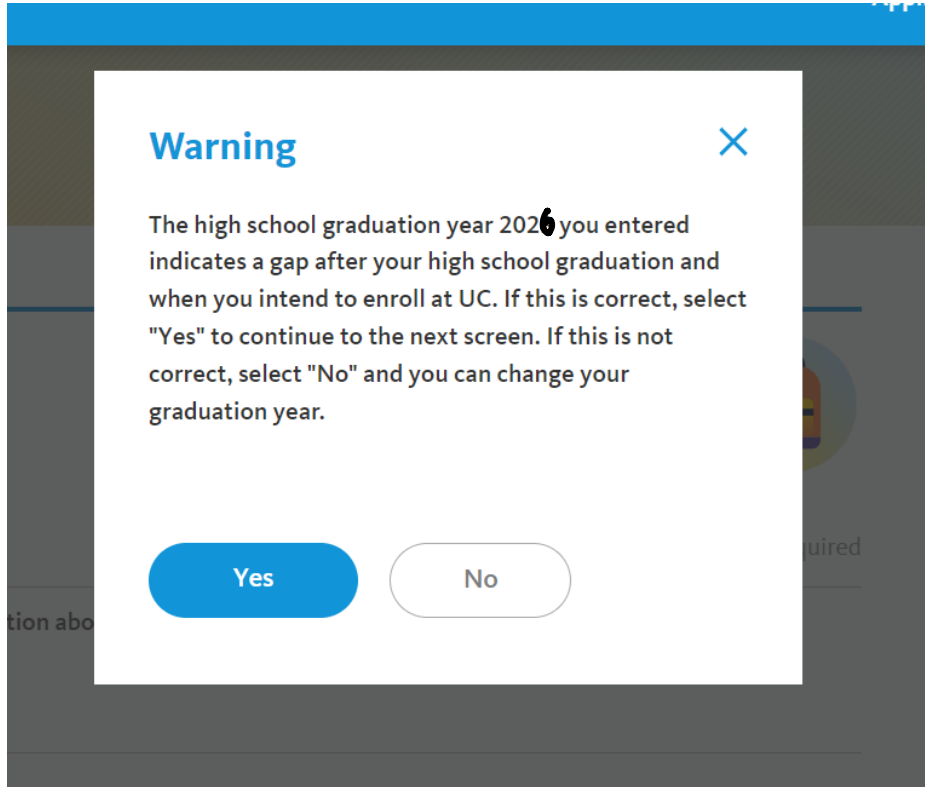 Warning
The high school graduation year 2026 you entered
indicates a gap after your high school graduation and
when you intend to enroll at UC. If this is correct, select
"Yes" to continue to the next screen. If this is not
correct, select "No" and you can change your
graduation year.
quired
Yes No
tion abo